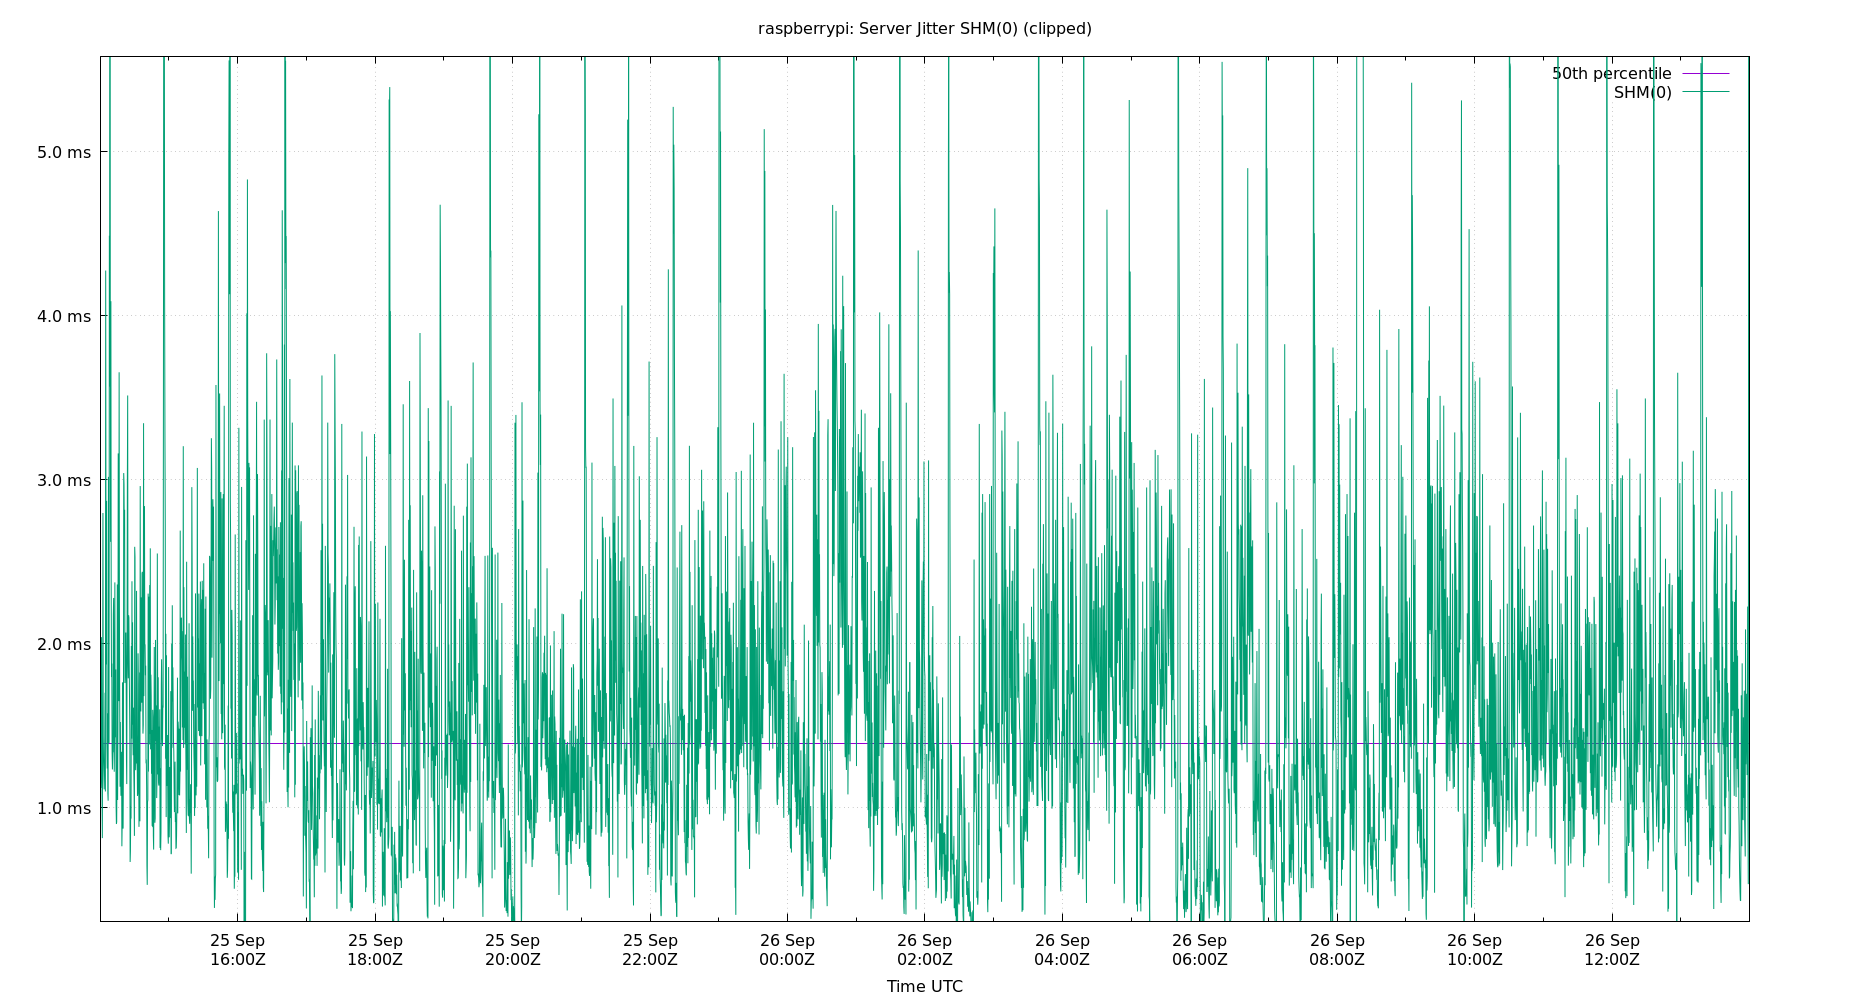 raspberrypi: Server Jitter SHM(0) (clipped)
50th percentile
SHM(0)
5.0 ms
4.0 ms
3.0 ms
2.0 ms
1.0 ms
25 Sep 25 Sep 25 Sep 25 Sep 26 Sep 26 Sep 26 Sep 26 Sep 26 Sep 26 Sep 26 Sep
16:00Z 18:00Z 20:00Z 22:00Z 00:00Z 02:00Z 04:00Z 06:00Z 08:00Z 10:00Z 12:00Z
Time UTC